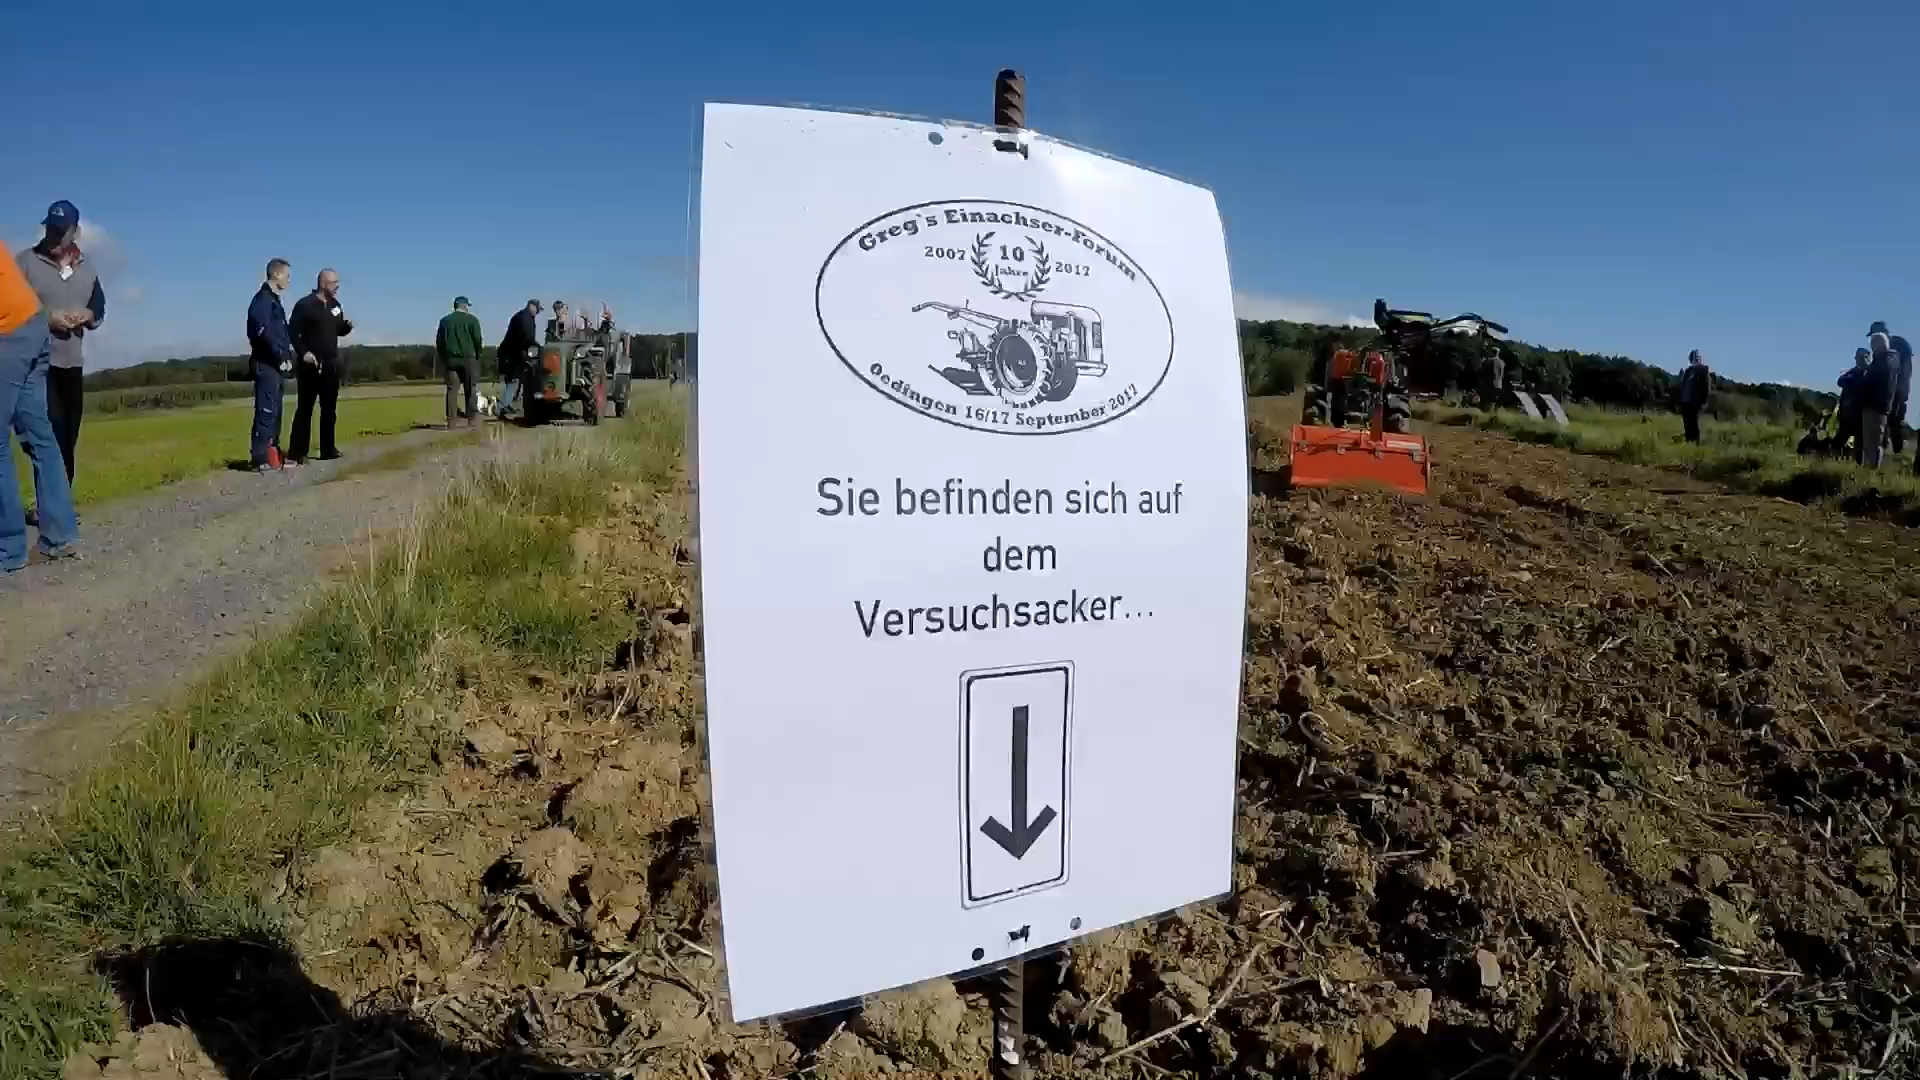 Greg`s Einachser-Forum
2007 10 2017
Jahre
Oedingen 16/17 September 2017
Sie befinden sich auf
dem
Versuchsacker...